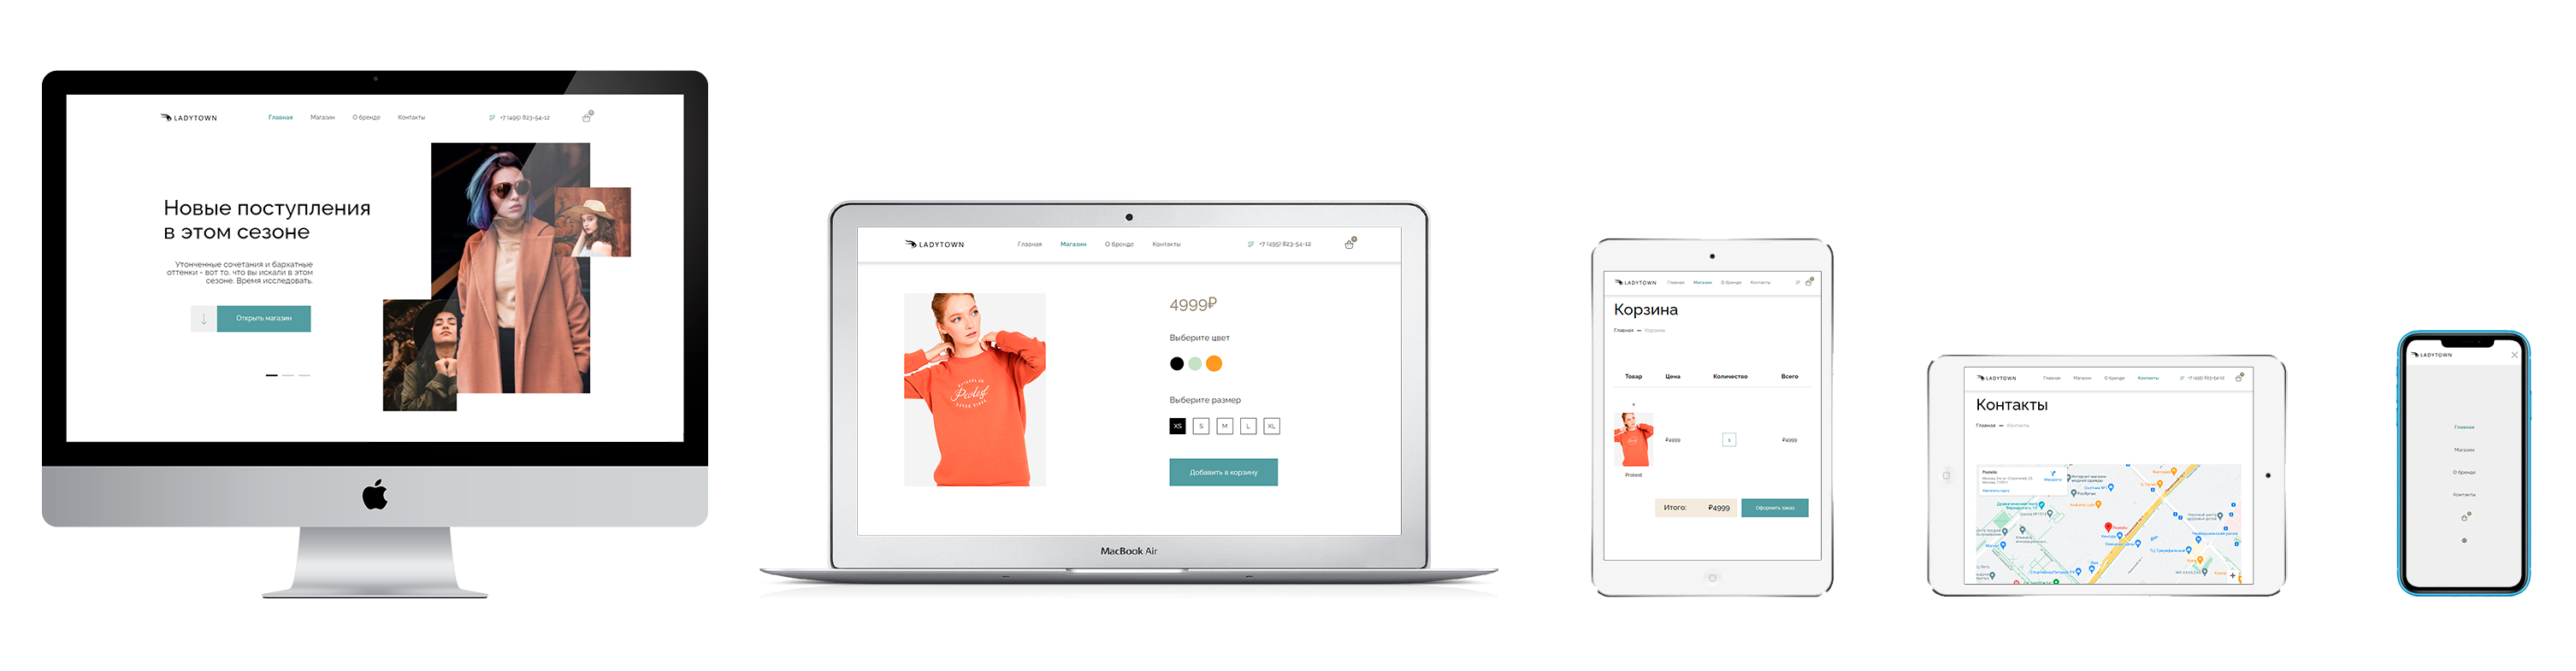 LADYTOWN
Главная Магазин О бренде Контакты
+7 (495) 823-54-12
Новые поступления
в этом сезоне
Утонченные сочетания и бархатные
оттенки - вот то, что вы искали в этом
сезоне. Время исследовать.
Открыть магазин
LADYTOWN
Главная Магазин О бренде Контакты
+7 (495) 823-54-12
4999₽
Выберите цвет
Protest
Выберите размер
XS S M L XL
Добавить в корзину
MacBook Air
LADYTOWN
Главная Магазин О бренде Контакты
Корзина
Главная — Корзина
Товар Цена Количество Всего
₽4999 1 ₽4999
Protest
Итого: ₽4999
Оформить заказ
LADYTOWN
Главная Магазин О бренде Контакты
+7 (495) 823-54-12
Контакты
Главная — Контакты
LADYTOWN
Главная
Магазин
О бренде
Контакты